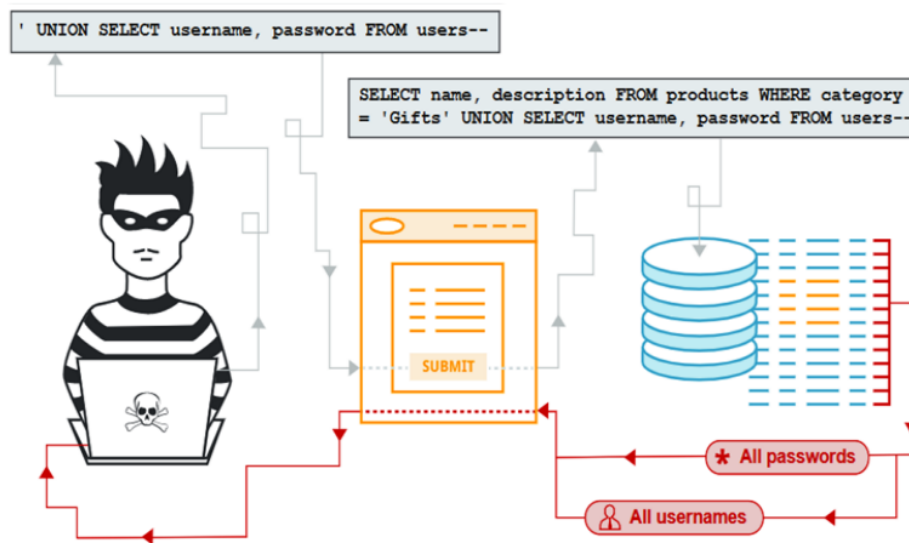 ' UNION SELECT username, password FROM users--
SELECT name, description FROM products WHERE category
= 'Gifts' UNION SELECT username, password FROM users--
SUBMIT
* All passwords
All usernames